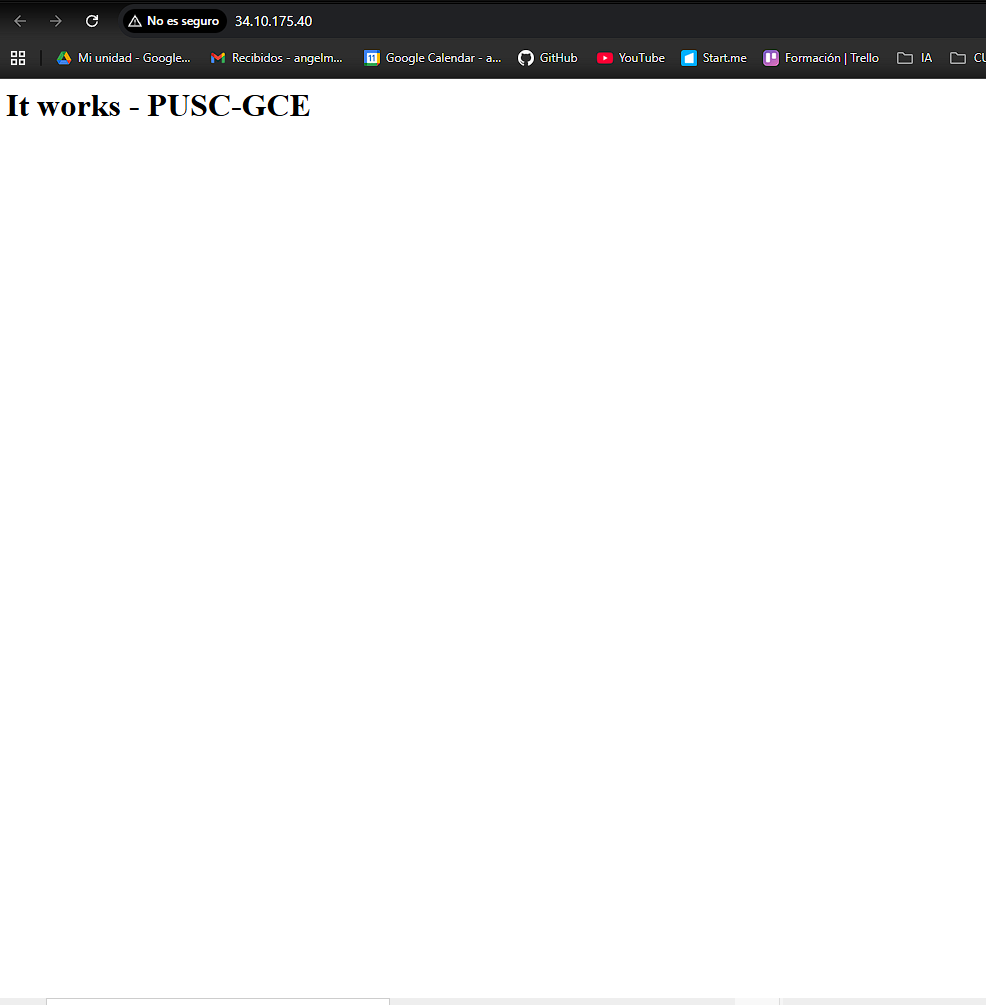 No es seguro 34.10.175.40
Mi unidad - Google... Recibidos - angelm... 11 Google Calendar - a... GitHub YouTube Start.me Formación | Trello IA CU
It works - PUSC-GCE